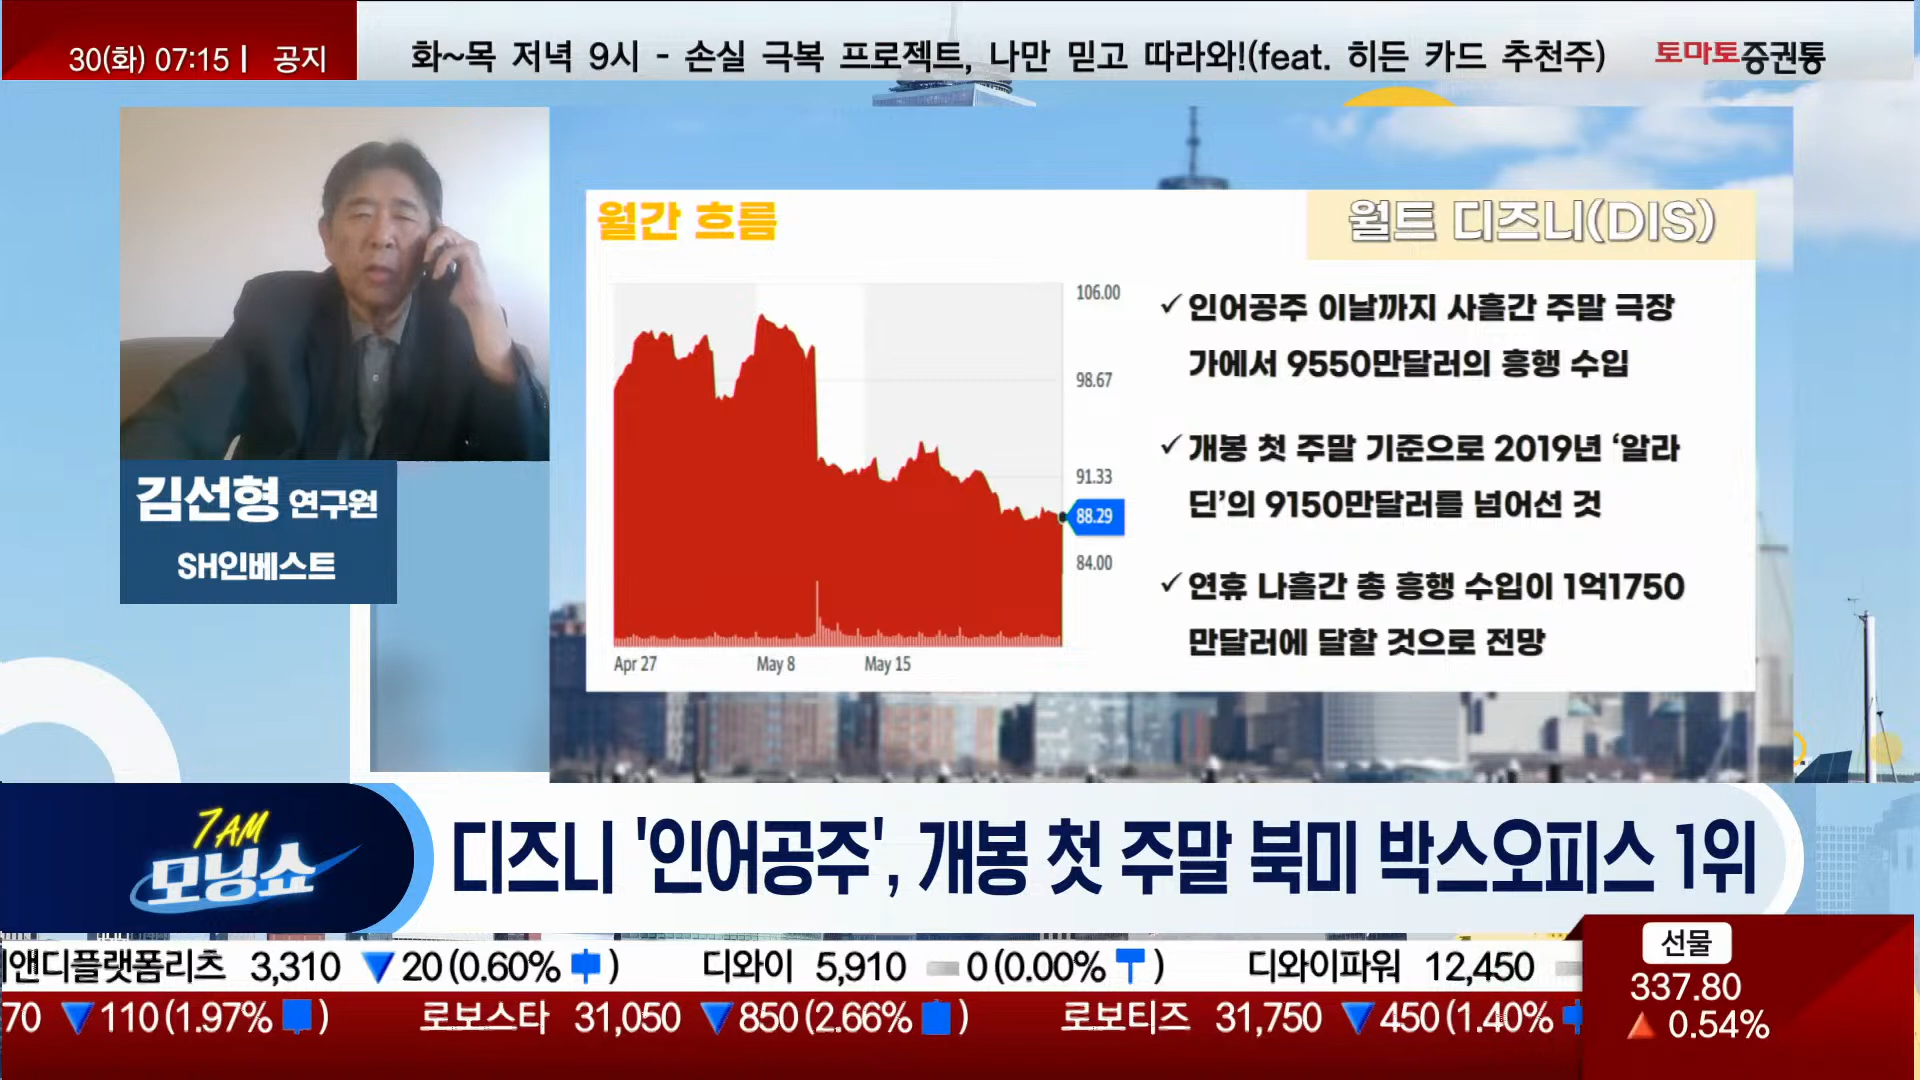 30(화) 07:15 | 공지
화~목 저녁 9시 - 손실 극복 프로젝트, 나만 믿고 따라와!(feat. 히든 카드 추천주)
토마토증권통
월간 흐름
월트 디즈니(DIS)
106.00
98.67
91.33
88.29
84.00
Apr 27 May 8 May 15
✓ 인어공주 이날까지 사흘간 주말 극장
가에서 9550만달러의 흥행 수입
✓ 개봉 첫 주말 기준으로 2019년 ‘알라
딘’의 9150만달러를 넘어선 것
✓ 연휴 나흘간 총 흥행 수입이 1억1750
만달러에 달할 것으로 전망
김선형 연구원
SH인베스트
7AM
모닝쇼
디즈니 '인어공주', 개봉 첫 주말 북미 박스오피스 1위
앤디플랫폼리츠 3,310 ▼20(0.60% ) 디와이 5,910 0(0.00% ) 디와이파워 12,450
70 ▼110(1.97% ) 로보스타 31,050 ▼850(2.66% ) 로보티즈 31,750 ▼450(1.40%
선물
337.80
▲ 0.54%